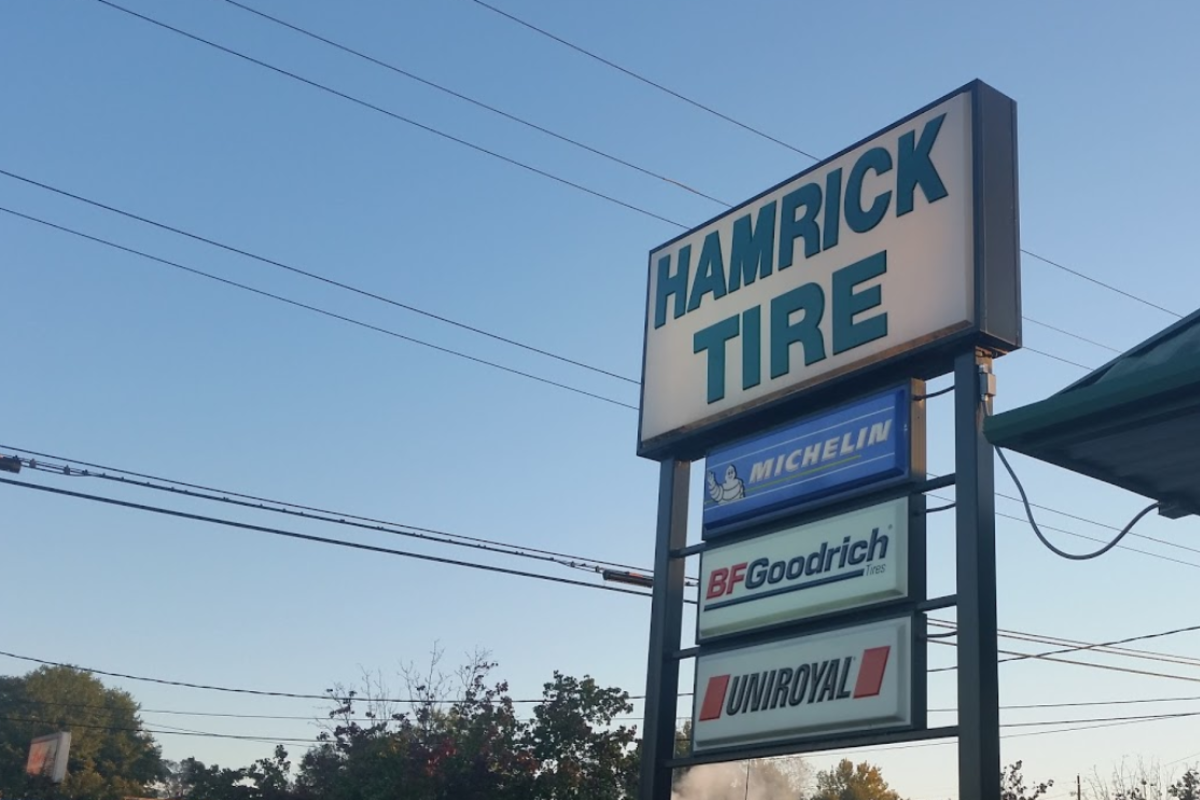 HAMRICK
TIRE
MICHELIN
BFGoodrich
Tires
UNIROYAL